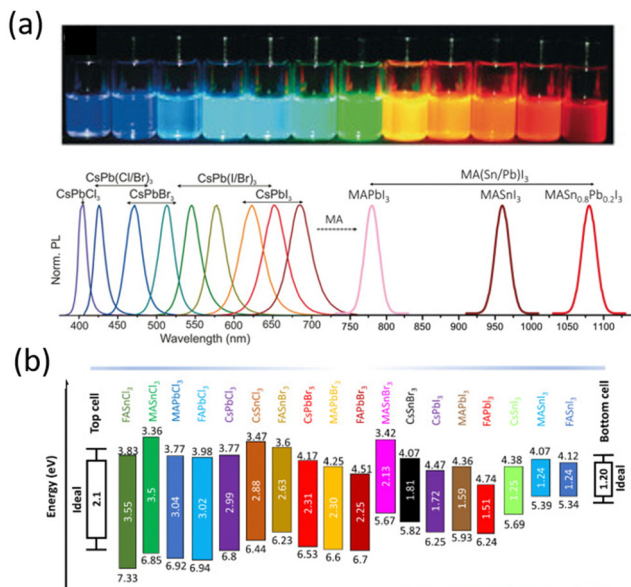 (a)
CsPb(Cl/Br)₃
CsPb(I/Br)₃
MA(Sn/Pb)I₃
CsPbCl₃
CsPbBr₃
CsPbI₃
MAPbI₃
MASnI₃
MASn₀.₈Pb₀.₂I₃
MA
Norm. PL
400 450 500 550 600 650 700 750 800 850 900 950 1000 1050 1100
Wavelength (nm)
(b)
Energy (eV)
Top cell
Ideal
2.1
FASnCl₃
3.83
3.55
7.33
MASnCl₃
3.36
3.5
6.85
MAPbCl₃
3.77
3.04
6.92
FAPbCl₃
3.98
3.02
6.94
CsPbCl₃
3.77
2.99
6.8
CsSnCl₃
3.47
2.88
6.44
FASnBr₃
3.6
2.63
6.23
CsPbBr₃
4.17
2.31
6.53
MAPbBr₃
4.25
2.30
6.6
FAPbBr₃
4.51
2.25
6.7
MASnBr₃
3.42
2.13
5.67
CsSnBr₃
4.07
1.81
5.82
CsPbI₃
4.47
1.72
6.25
MAPbI₃
4.36
1.59
5.93
FAPbI₃
4.74
1.51
6.24
CsSnI₃
4.38
1.25
5.69
MASnI₃
4.07
1.24
5.39
FASnI₃
4.12
1.24
5.34
Bottom cell
1.20
Ideal